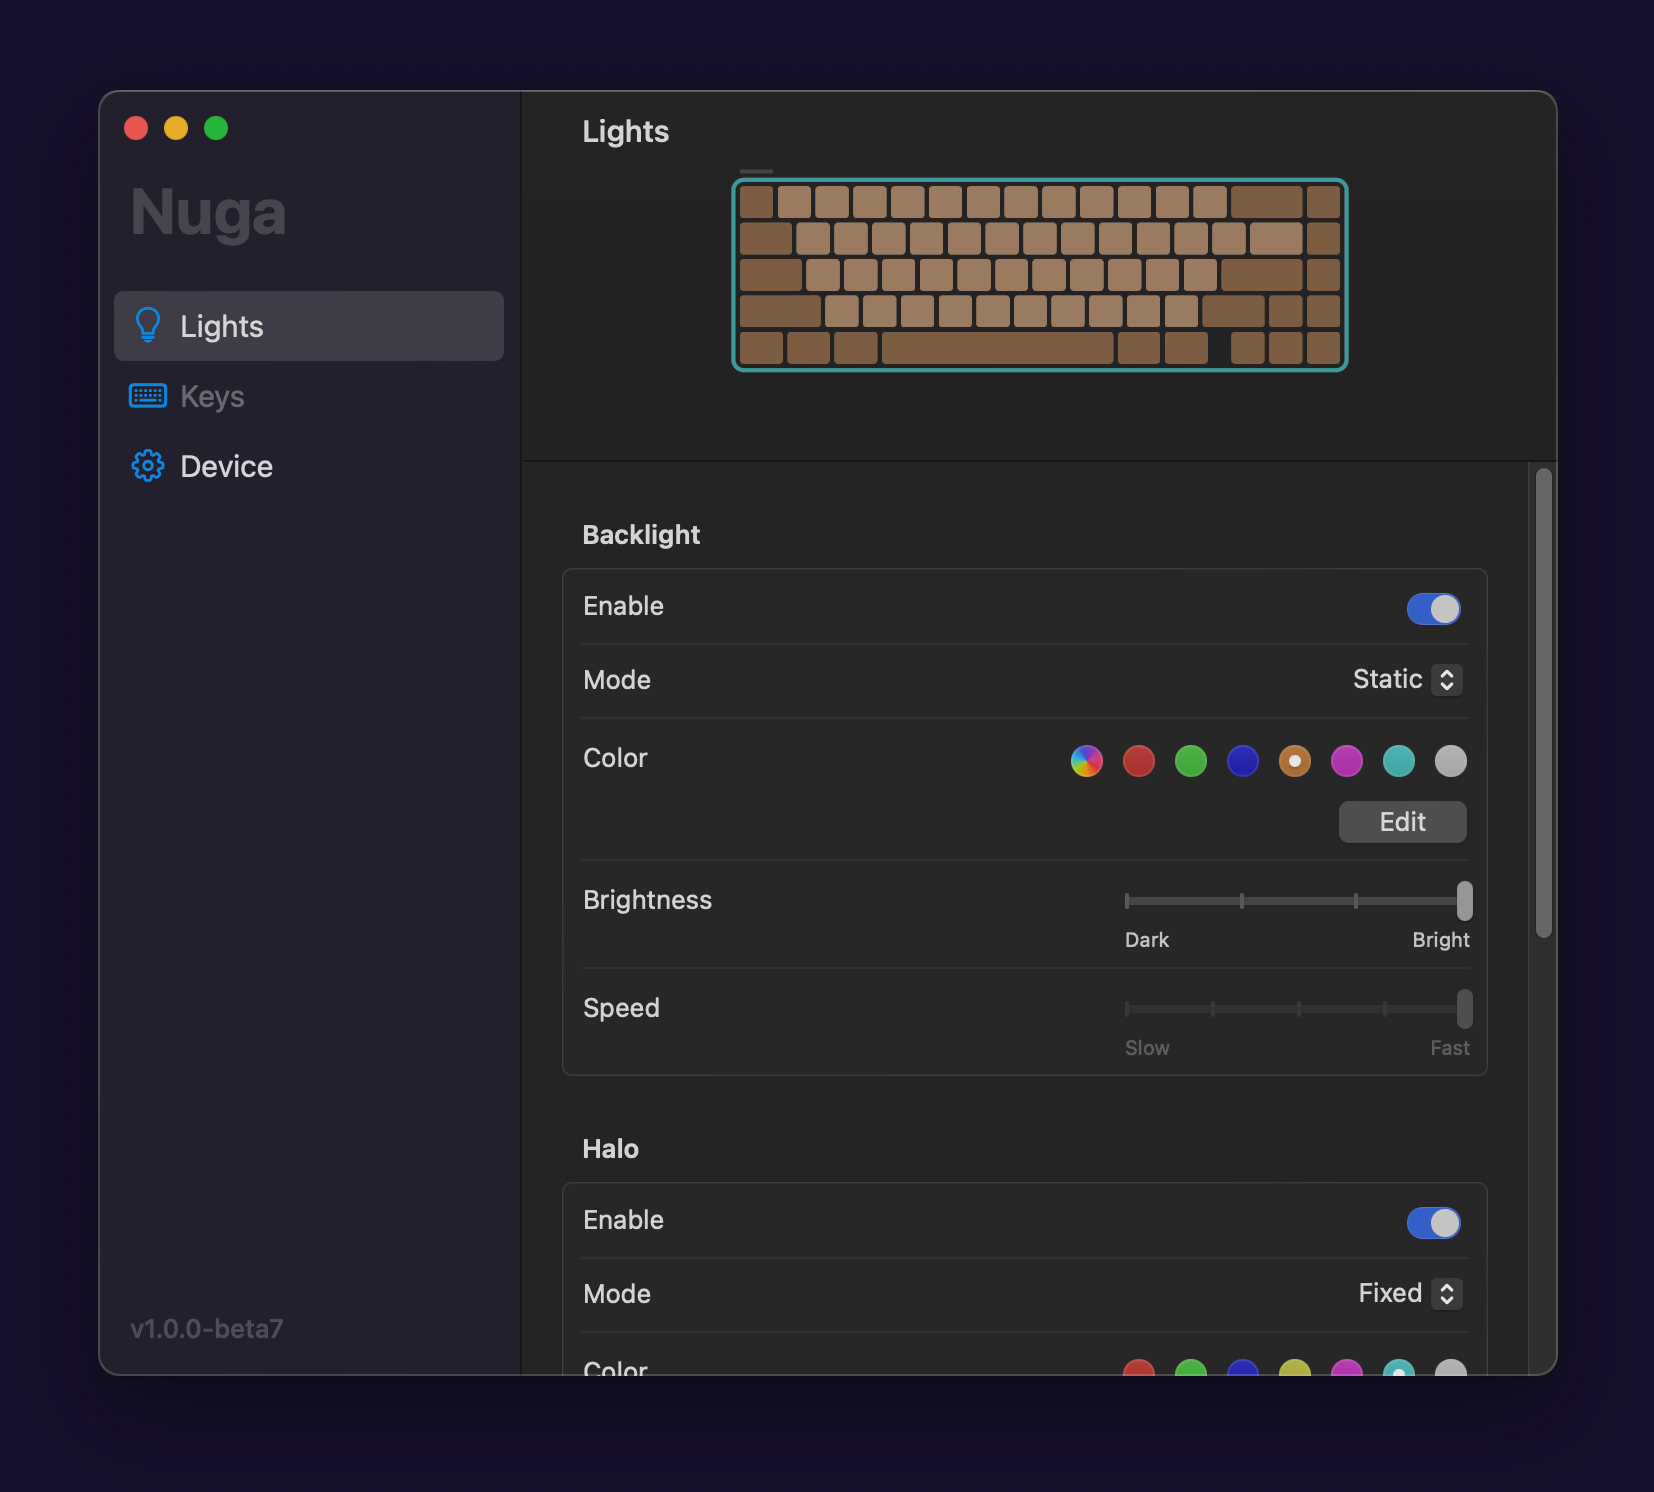 Nuga
Lights
Keys
Device
v1.0.0-beta7
Lights
Backlight
Enable
Mode
Static
Color
Edit
Brightness
Dark
Bright
Speed
Slow
Fast
Halo
Enable
Mode
Fixed
Color